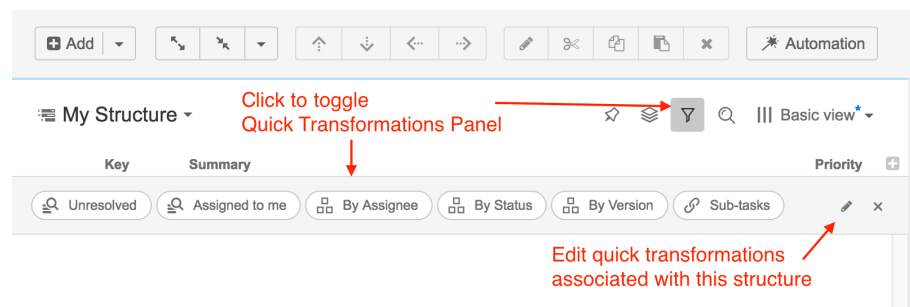 Add
Automation
My Structure
Click to toggle
Quick Transformations Panel
Basic view*
Key Summary Priority
Unresolved Assigned to me By Assignee By Status By Version Sub-tasks
Edit quick transformations
associated with this structure